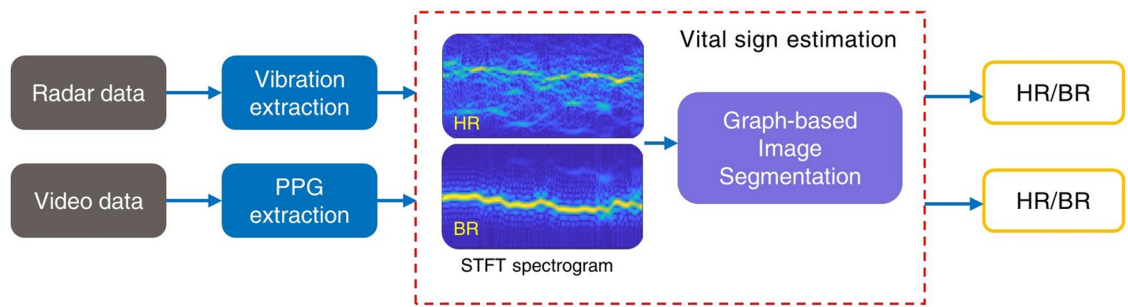 Radar data
Vibration
extraction
Video data
PPG
extraction
Vital sign estimation
HR
BR
STFT spectrogram
Graph-based
Image
Segmentation
HR/BR
HR/BR